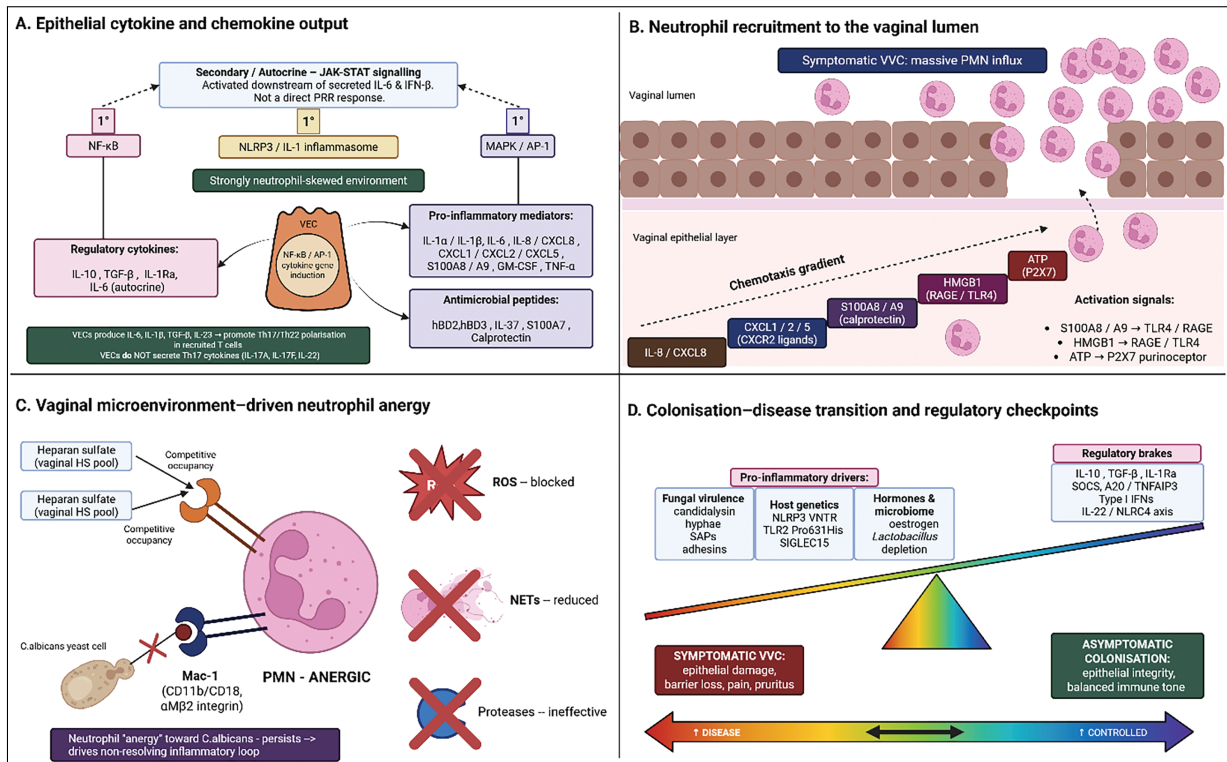 A. Epithelial cytokine and chemokine output
Secondary / Autocrine – JAK-STAT signalling
Activated downstream of secreted IL-6 & IFN-β.
Not a direct PRR response.
1°
1°
1°
NF-κB
NLRP3 / IL-1 inflammasome
MAPK / AP-1
Strongly neutrophil-skewed environment
Regulatory cytokines:
IL-10 , TGF-β , IL-1Ra,
IL-6 (autocrine)
VEC
NF-κB / AP-1
cytokine gene
induction
Pro-inflammatory mediators:
IL-1α / IL-1β, IL-6 , IL-8 / CXCL8 ,
CXCL1 / CXCL2 / CXCL5 ,
S100A8 / A9 , GM-CSF, TNF-α
Antimicrobial peptides:
hBD2,hBD3 , IL-37 , S100A7 ,
Calprotectin
VECs produce IL-6, IL-1β, TGF-β, IL-23 → promote Th17/Th22 polarisation
in recruited T cells
VECs do NOT secrete Th17 cytokines (IL-17A, IL-17F, IL-22)
B. Neutrophil recruitment to the vaginal lumen
Symptomatic VVC: massive PMN influx
Vaginal lumen
Vaginal epithelial layer
Chemotaxis gradient
IL-8 / CXCL8
CXCL1 / 2 / 5
(CXCR2 ligands)
S100A8 / A9
(calprotectin)
HMGB1
(RAGE / TLR4)
ATP
(P2X7)
Activation signals:
• S100A8 / A9 → TLR4 / RAGE
• HMGB1 → RAGE / TLR4
• ATP → P2X7 purinoceptor
C. Vaginal microenvironment–driven neutrophil anergy
Heparan sulfate
(vaginal HS pool)
Competitive
occupancy
Heparan sulfate
(vaginal HS pool)
Competitive
occupancy
C.albicans yeast cell
Mac-1
(CD11b/CD18,
αMβ2 integrin)
PMN - ANERGIC
ROS – blocked
NETs – reduced
Proteases – ineffective
Neutrophil "anergy" toward C.albicans - persists -->
drives non-resolving inflammatory loop
D. Colonisation–disease transition and regulatory checkpoints
Pro-inflammatory drivers:
Fungal virulence
candidalysin
hyphae
SAPs
adhesins
Host genetics
NLRP3 VNTR
TLR2 Pro631His
SIGLEC15
Hormones &
microbiome
oestrogen
Lactobacillus
depletion
Regulatory brakes
IL-10 , TGF-β , IL-1Ra
SOCS, A20 / TNFAIP3
Type I IFNs
IL-22 / NLRC4 axis
SYMPTOMATIC VVC:
epithelial damage,
barrier loss, pain, pruritus
ASYMPTOMATIC
COLONISATION:
epithelial integrity,
balanced immune tone
↑ DISEASE
↑ CONTROLLED